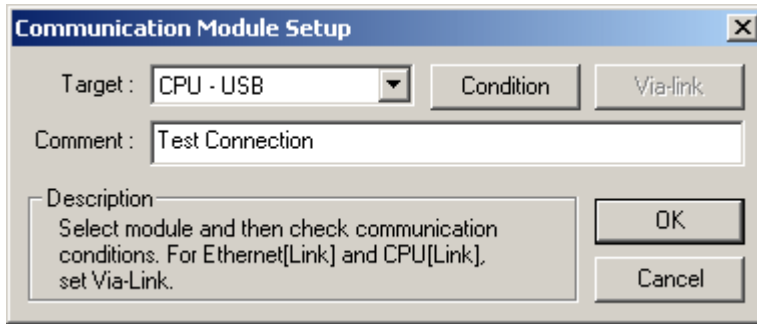 Communication Module Setup
Target : CPU - USB Condition Via-link
Comment : Test Connection
Description
Select module and then check communication
conditions. For Ethernet[Link] and CPU[Link],
set Via-Link.
OK
Cancel